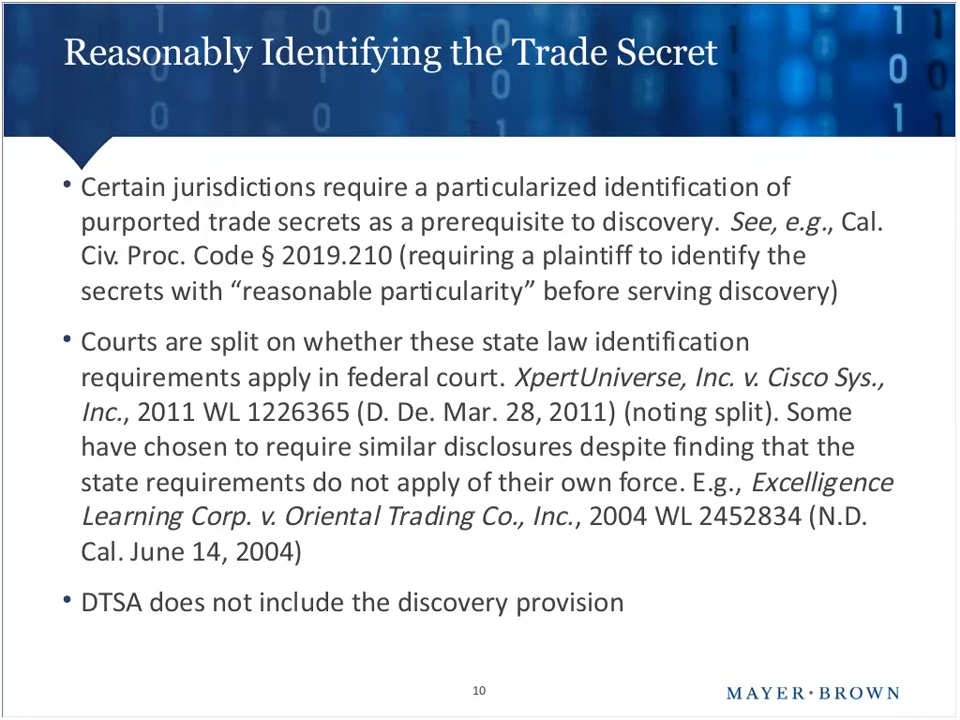 Reasonably Identifying the Trade Secret
• Certain jurisdictions require a particularized identification of
purported trade secrets as a prerequisite to discovery. See, e.g., Cal.
Civ. Proc. Code § 2019.210 (requiring a plaintiff to identify the
secrets with “reasonable particularity” before serving discovery)
• Courts are split on whether these state law identification
requirements apply in federal court. XpertUniverse, Inc. v. Cisco Sys.,
Inc., 2011 WL 1226365 (D. De. Mar. 28, 2011) (noting split). Some
have chosen to require similar disclosures despite finding that the
state requirements do not apply of their own force. E.g., Excelligence
Learning Corp. v. Oriental Trading Co., Inc., 2004 WL 2452834 (N.D.
Cal. June 14, 2004)
• DTSA does not include the discovery provision
10
MAYER•BROWN